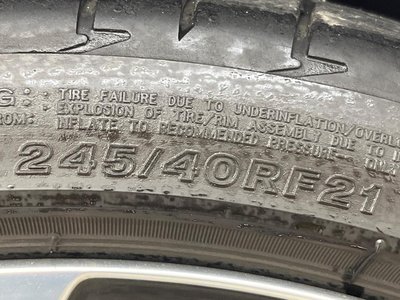 G: TIRE FAILURE DUE TO UNDERINFLATION/OVERLO
ROM: EXPLOSION OF TIRE/RIM ASSEMBLY DUE TO I
INFLATE TO RECOMMENDED PRESSURE-
245/40RF21